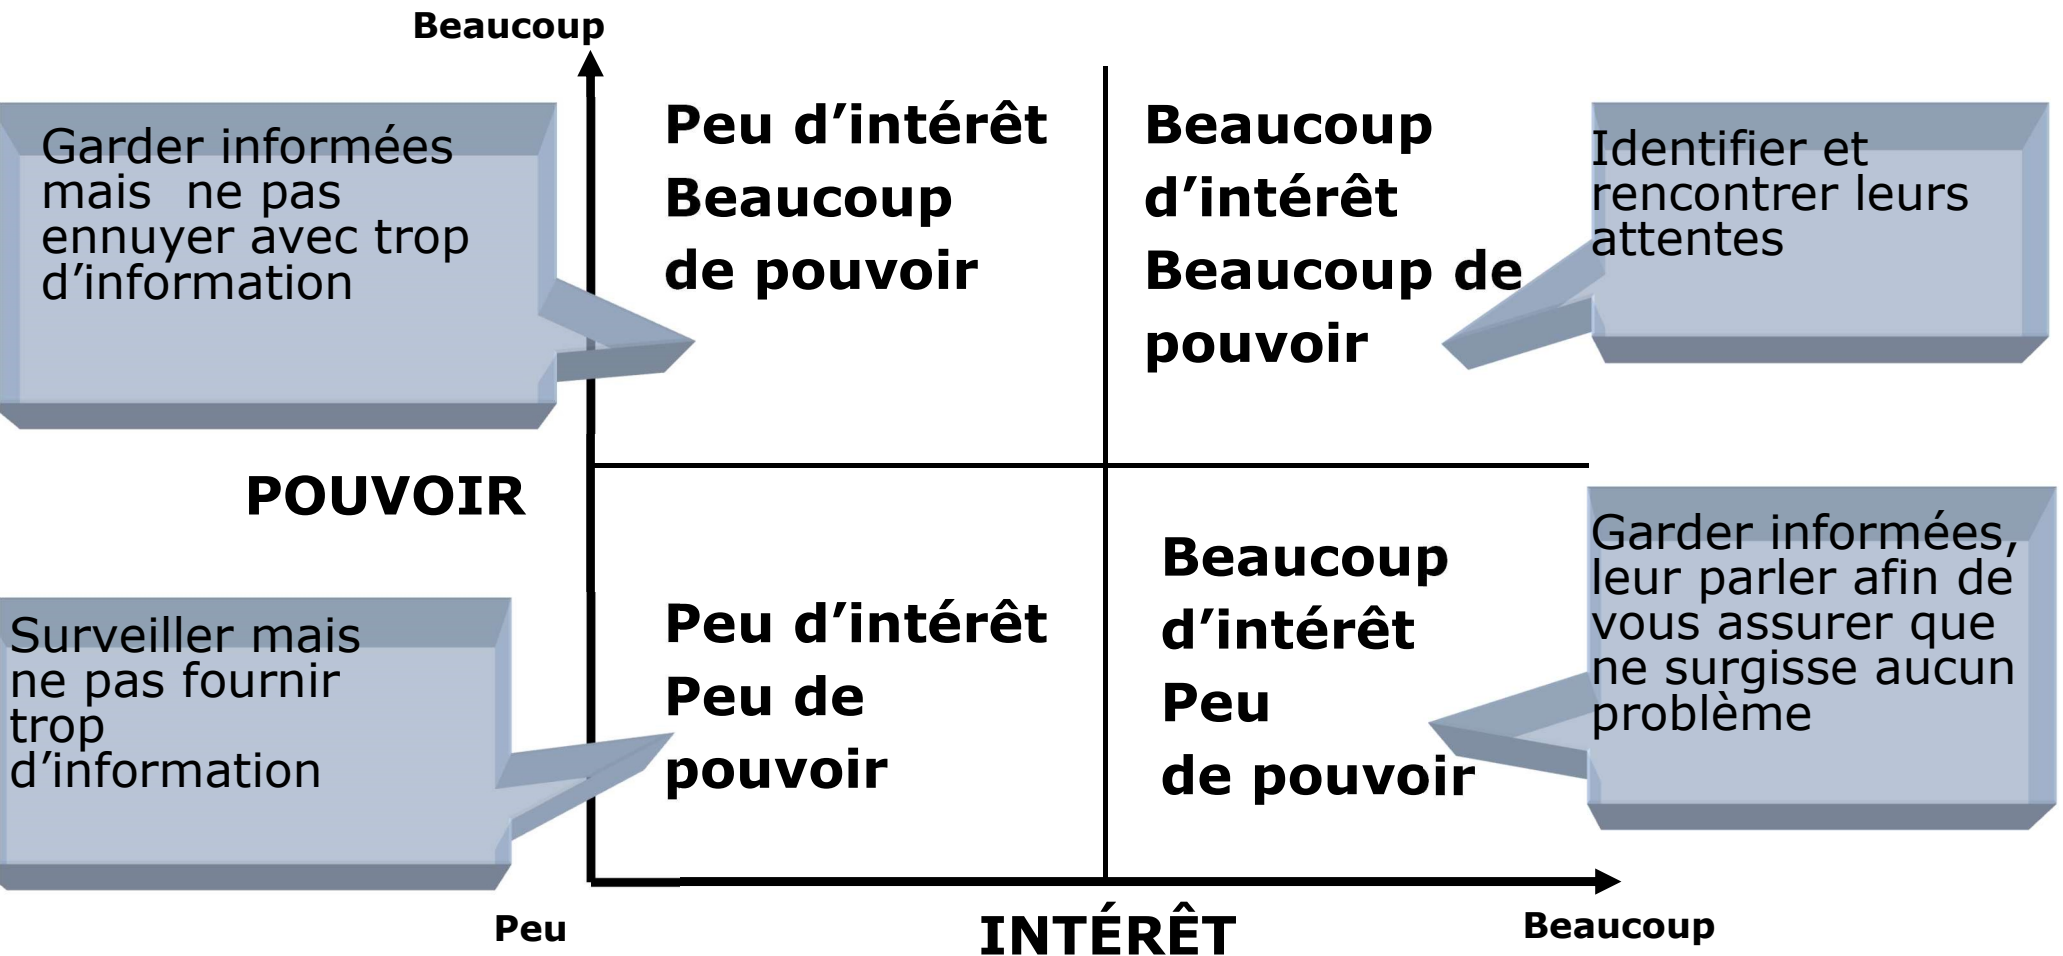 Beaucoup
Garder informées
mais  ne pas
ennuyer avec trop
d’information
Peu d’intérêt
Beaucoup
de pouvoir
Beaucoup
d’intérêt
Beaucoup de
pouvoir
Identifier et
rencontrer leurs
attentes
POUVOIR
Surveiller mais
ne pas fournir
trop
d’information
Peu d’intérêt
Peu de
pouvoir
Beaucoup
d’intérêt
Peu
de pouvoir
Garder informées,
leur parler afin de
vous assurer que
ne surgisse aucun
problème
Peu
INTÉRÊT
Beaucoup